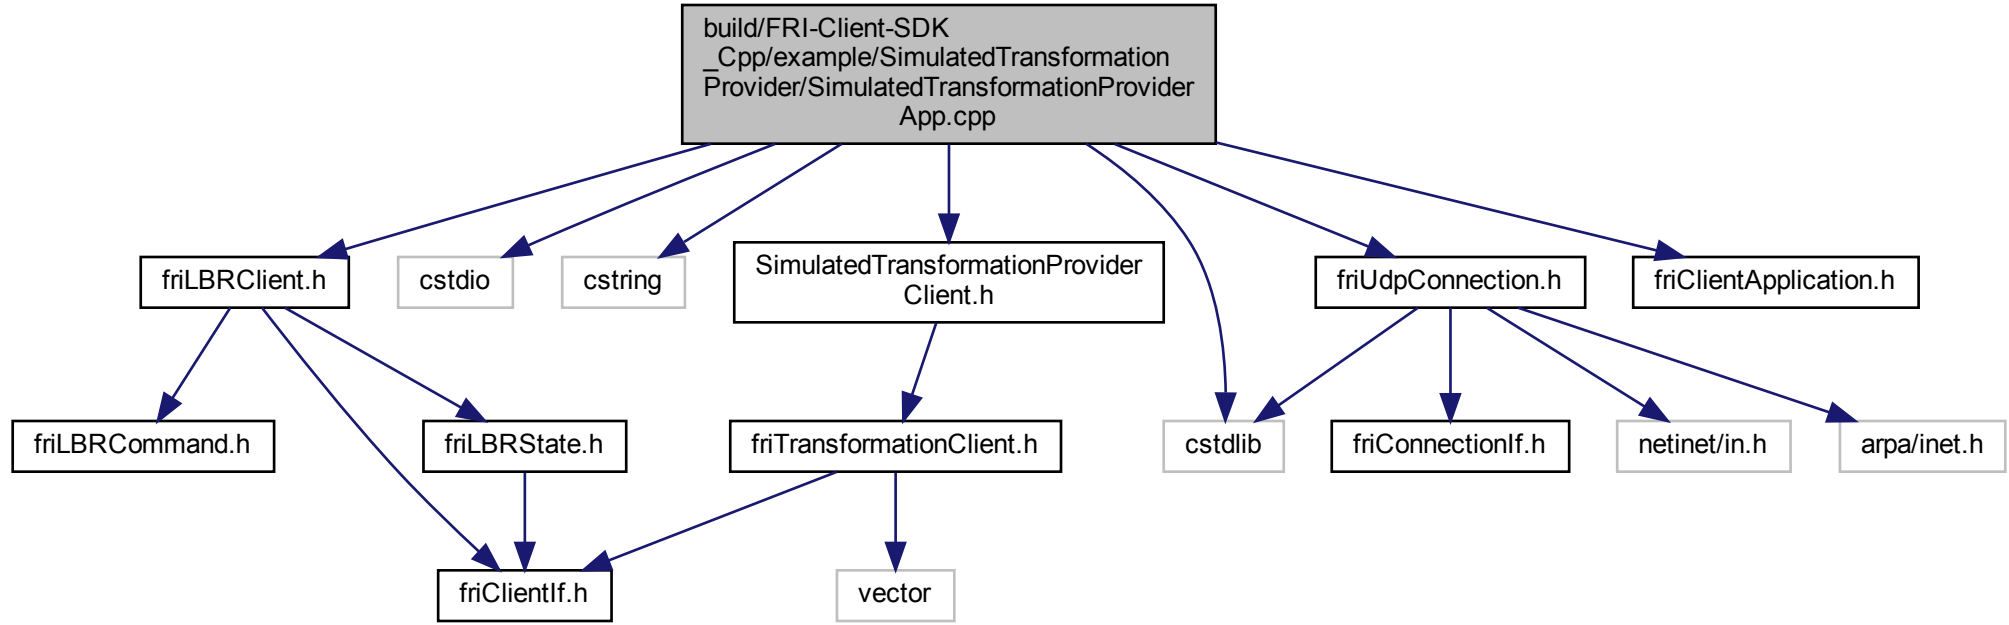 build/FRI-Client-SDK
_Cpp/example/SimulatedTransformation
Provider/SimulatedTransformationProvider
App.cpp
friLBRClient.h
cstdio
cstring
SimulatedTransformationProvider
Client.h
friUdpConnection.h
friClientApplication.h
friLBRCommand.h
friLBRState.h
friTransformationClient.h
cstdlib
friConnectionIf.h
netinet/in.h
arpa/inet.h
friClientIf.h
vector